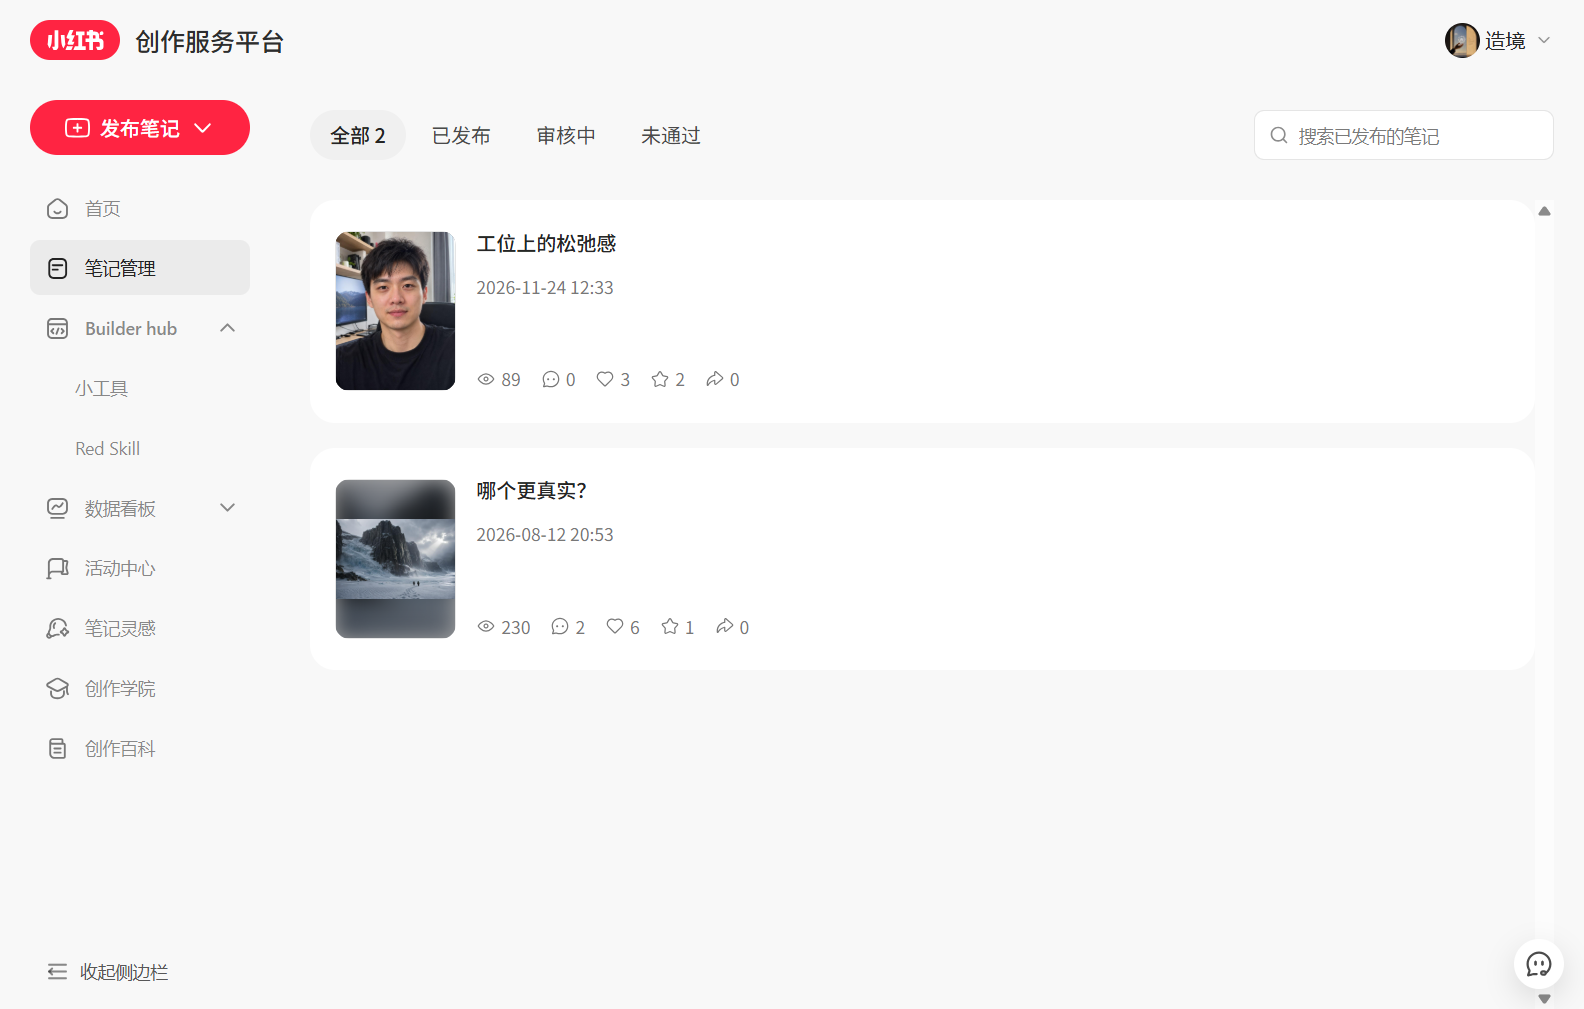 小红书 创作服务平台
造境
发布笔记
全部 2 已发布 审核中 未通过
搜索已发布的笔记
首页
笔记管理
Builder hub
小工具
Red Skill
数据看板
活动中心
笔记灵感
创作学院
创作百科
收起侧边栏
工位上的松弛感
2026-11-24 12:33
89 0 3 2 0
哪个更真实?
2026-08-12 20:53
230 2 6 1 0